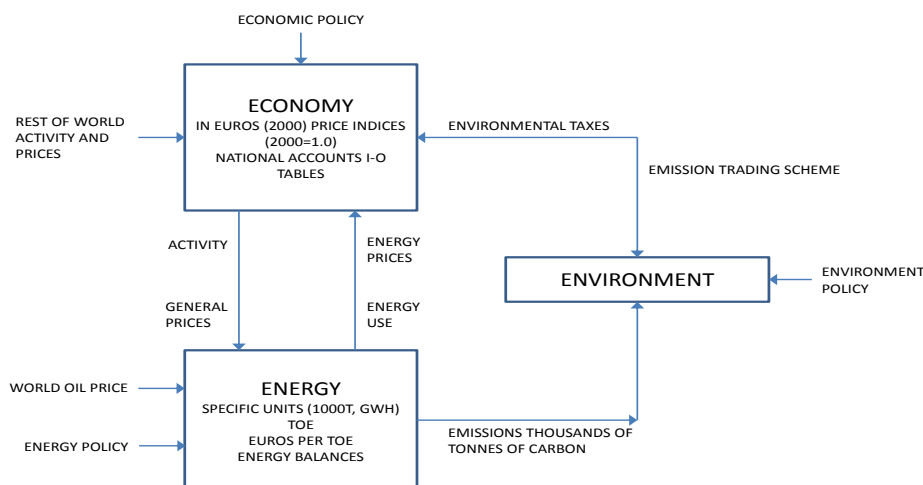 ECONOMIC POLICY
ECONOMY
IN EUROS (2000) PRICE INDICES
(2000=1.0)
NATIONAL ACCOUNTS I-O
TABLES
REST OF WORLD
ACTIVITY AND
PRICES
ENVIRONMENTAL TAXES
EMISSION TRADING SCHEME
ACTIVITY
ENERGY
PRICES
GENERAL
PRICES
ENERGY
USE
ENVIRONMENT
ENVIRONMENT
POLICY
WORLD OIL PRICE
ENERGY POLICY
ENERGY
SPECIFIC UNITS (1000T, GWH)
TOE
EUROS PER TOE
ENERGY BALANCES
EMISSIONS THOUSANDS OF
TONNES OF CARBON